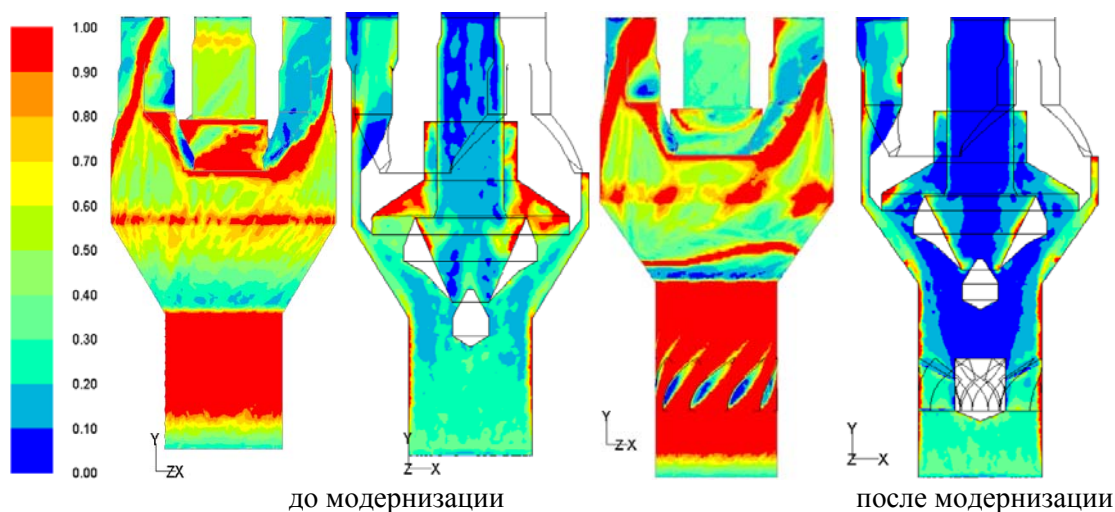 1.00
0.90
0.80
0.70
0.60
0.50
0.40
0.30
0.20
0.10
0.00
Y
ZX
Y
Z X
Y
Z X
Y
Z X
до модернизации
после модернизации